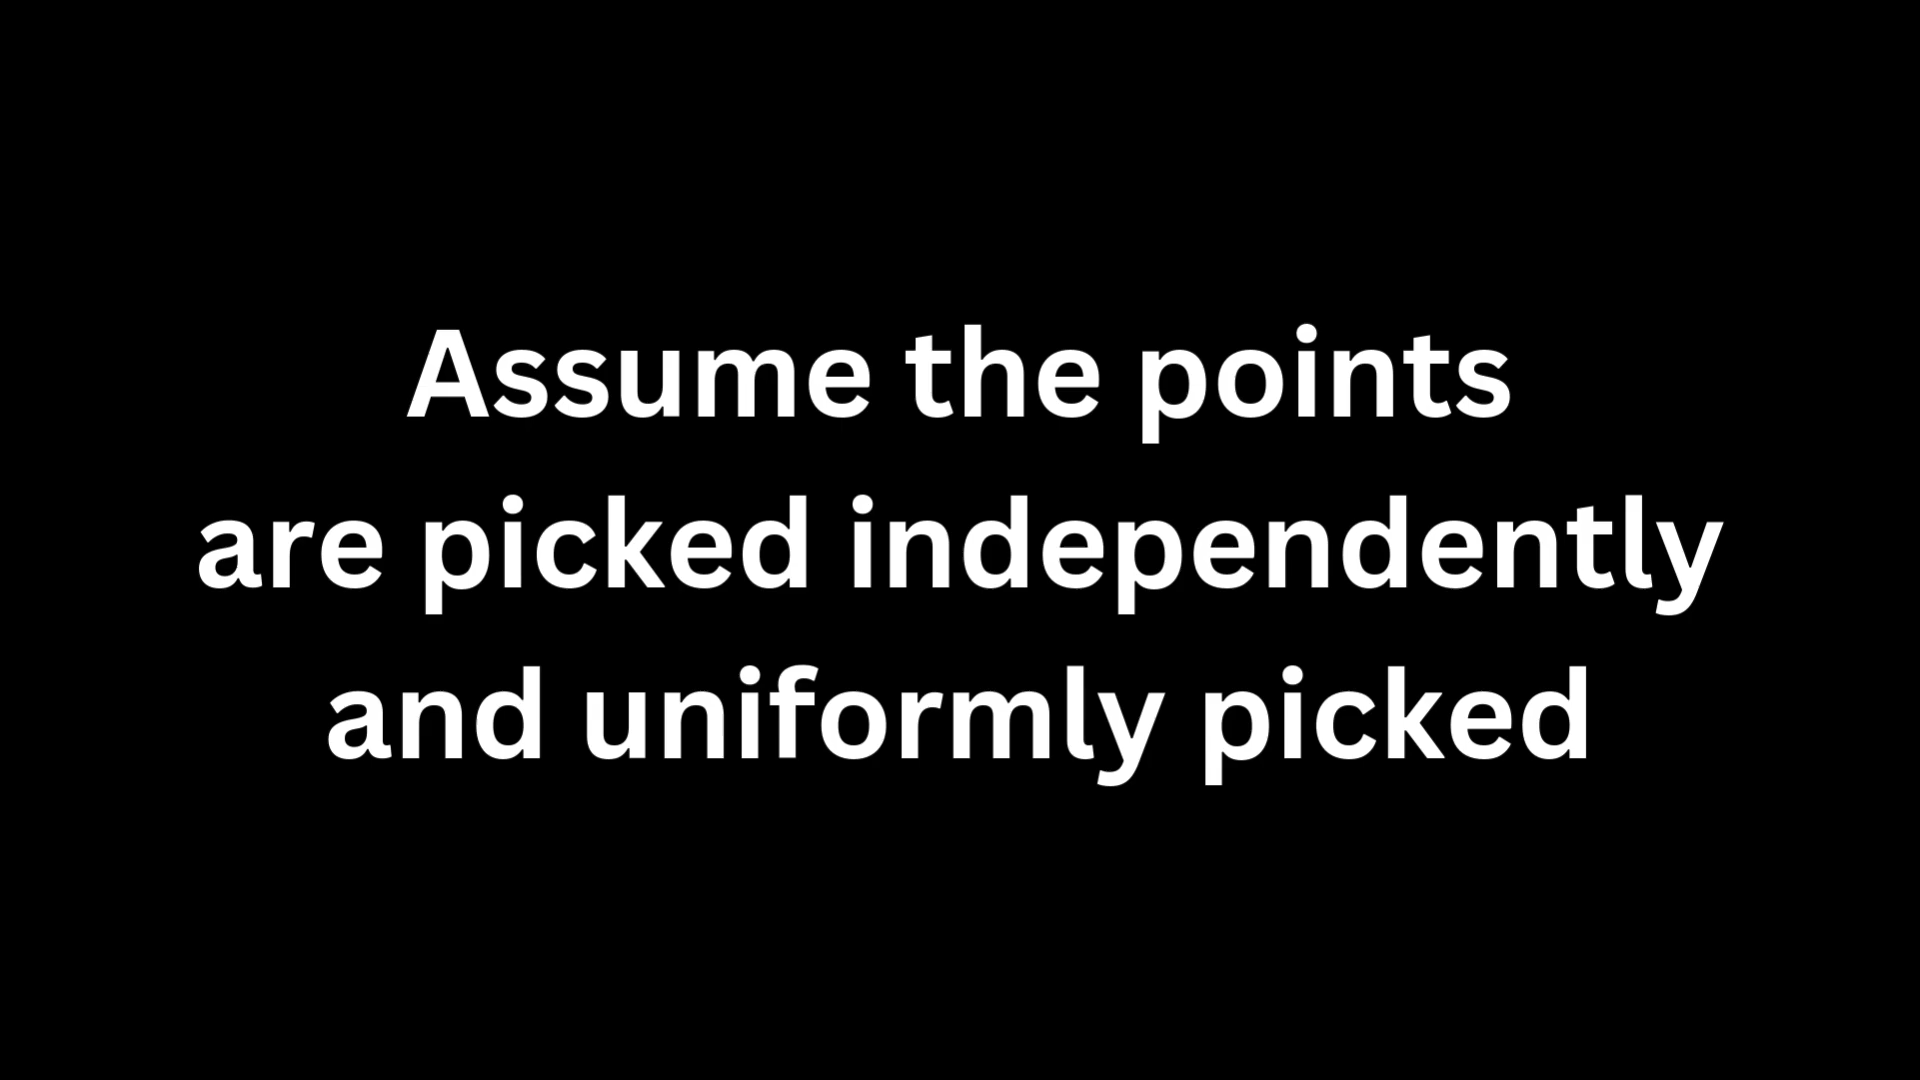 Assume the points
are picked independently
and uniformly picked